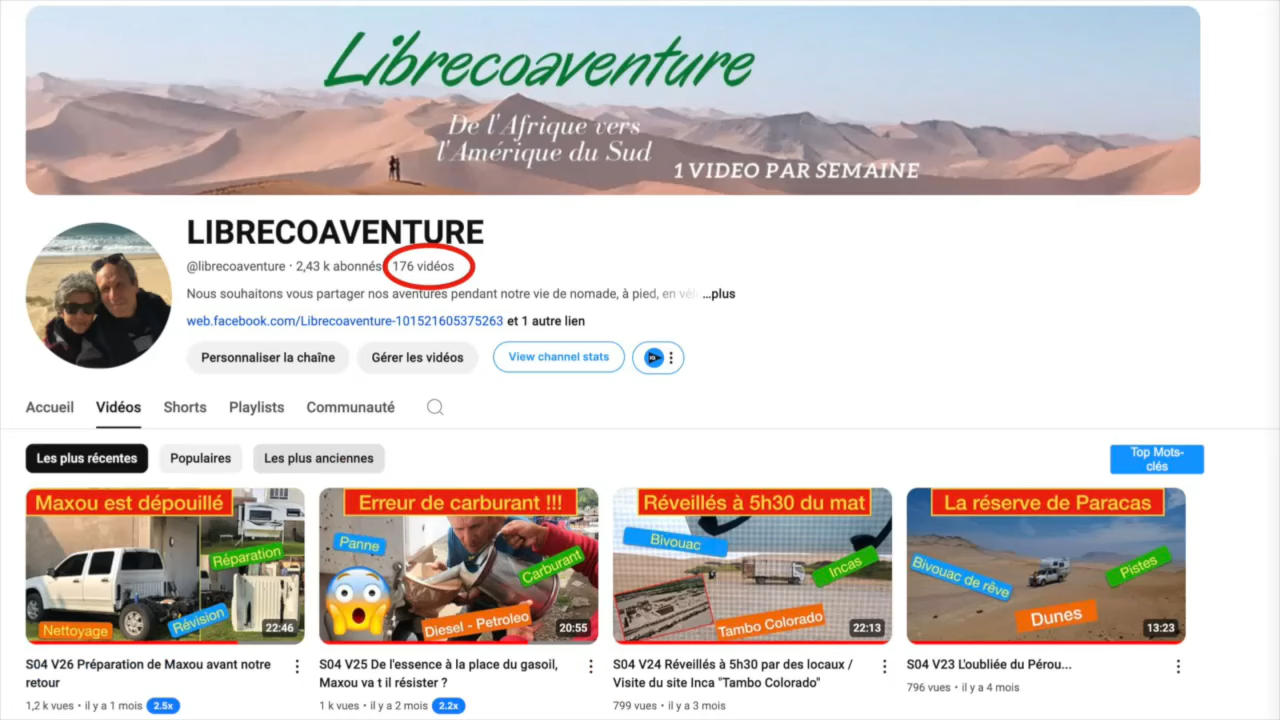 Librecoaventure
De l'Afrique vers
l'Amérique du Sud
1 VIDEO PAR SEMAINE
LIBRECOAVENTURE
@librecoaventure · 2,43 k abonnés 176 vidéos
Nous souhaitons vous partager nos aventures pendant notre vie de nomade, à pied, en ...plus
web.facebook.com/Librecoaventure-101521605375263 et 1 autre lien
Personnaliser la chaîne Gérer les vidéos View channel stats
Accueil Vidéos Shorts Playlists Communauté
Les plus récentes Populaires Les plus anciennes
Top Mots-
clés
Maxou est dépouillé
Réparation
Révision
Nettoyage
22:46
S04 V26 Préparation de Maxou avant notre
retour
1,2 k vues • il y a 1 mois 2.5x
Erreur de carburant !!!
Panne
Carburant
Diesel - Petroleo
20:55
S04 V25 De l'essence à la place du gasoil,
Maxou va t il résister ?
1 k vues • il y a 2 mois 2.2x
Réveillés à 5h30 du mat
Bivouac
Incas
Tambo Colorado
22:13
S04 V24 Réveillés à 5h30 par des locaux /
Visite du site Inca "Tambo Colorado"
799 vues • il y a 3 mois
La réserve de Paracas
Bivouac de rêve
Pistes
Dunes
13:23
S04 V23 L'oubliée du Pérou...
796 vues • il y a 4 mois